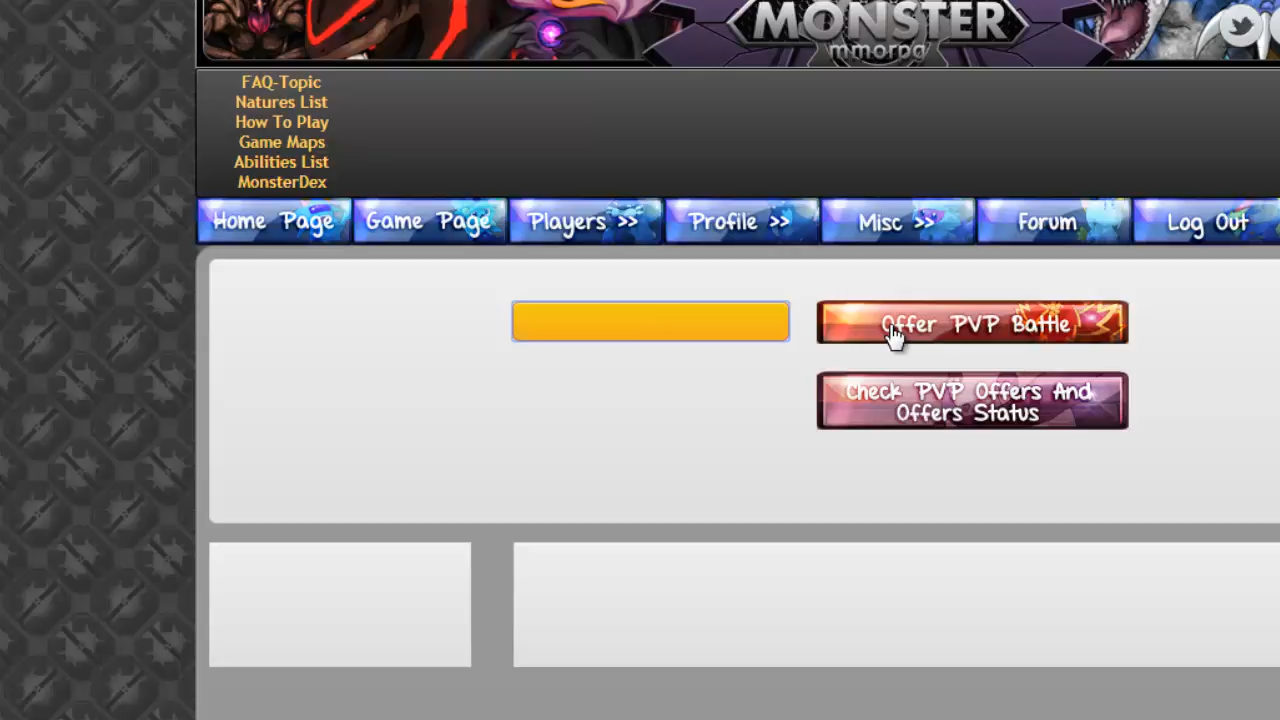 MONSTER
mmorpg
FAQ-Topic
Natures List
How To Play
Game Maps
Abilities List
MonsterDex
Home Page
Game Page
Players >>
Profile >>
Misc >>
Forum
Log Out
Offer PVP Battle
Check PVP Offers And
Offers Status